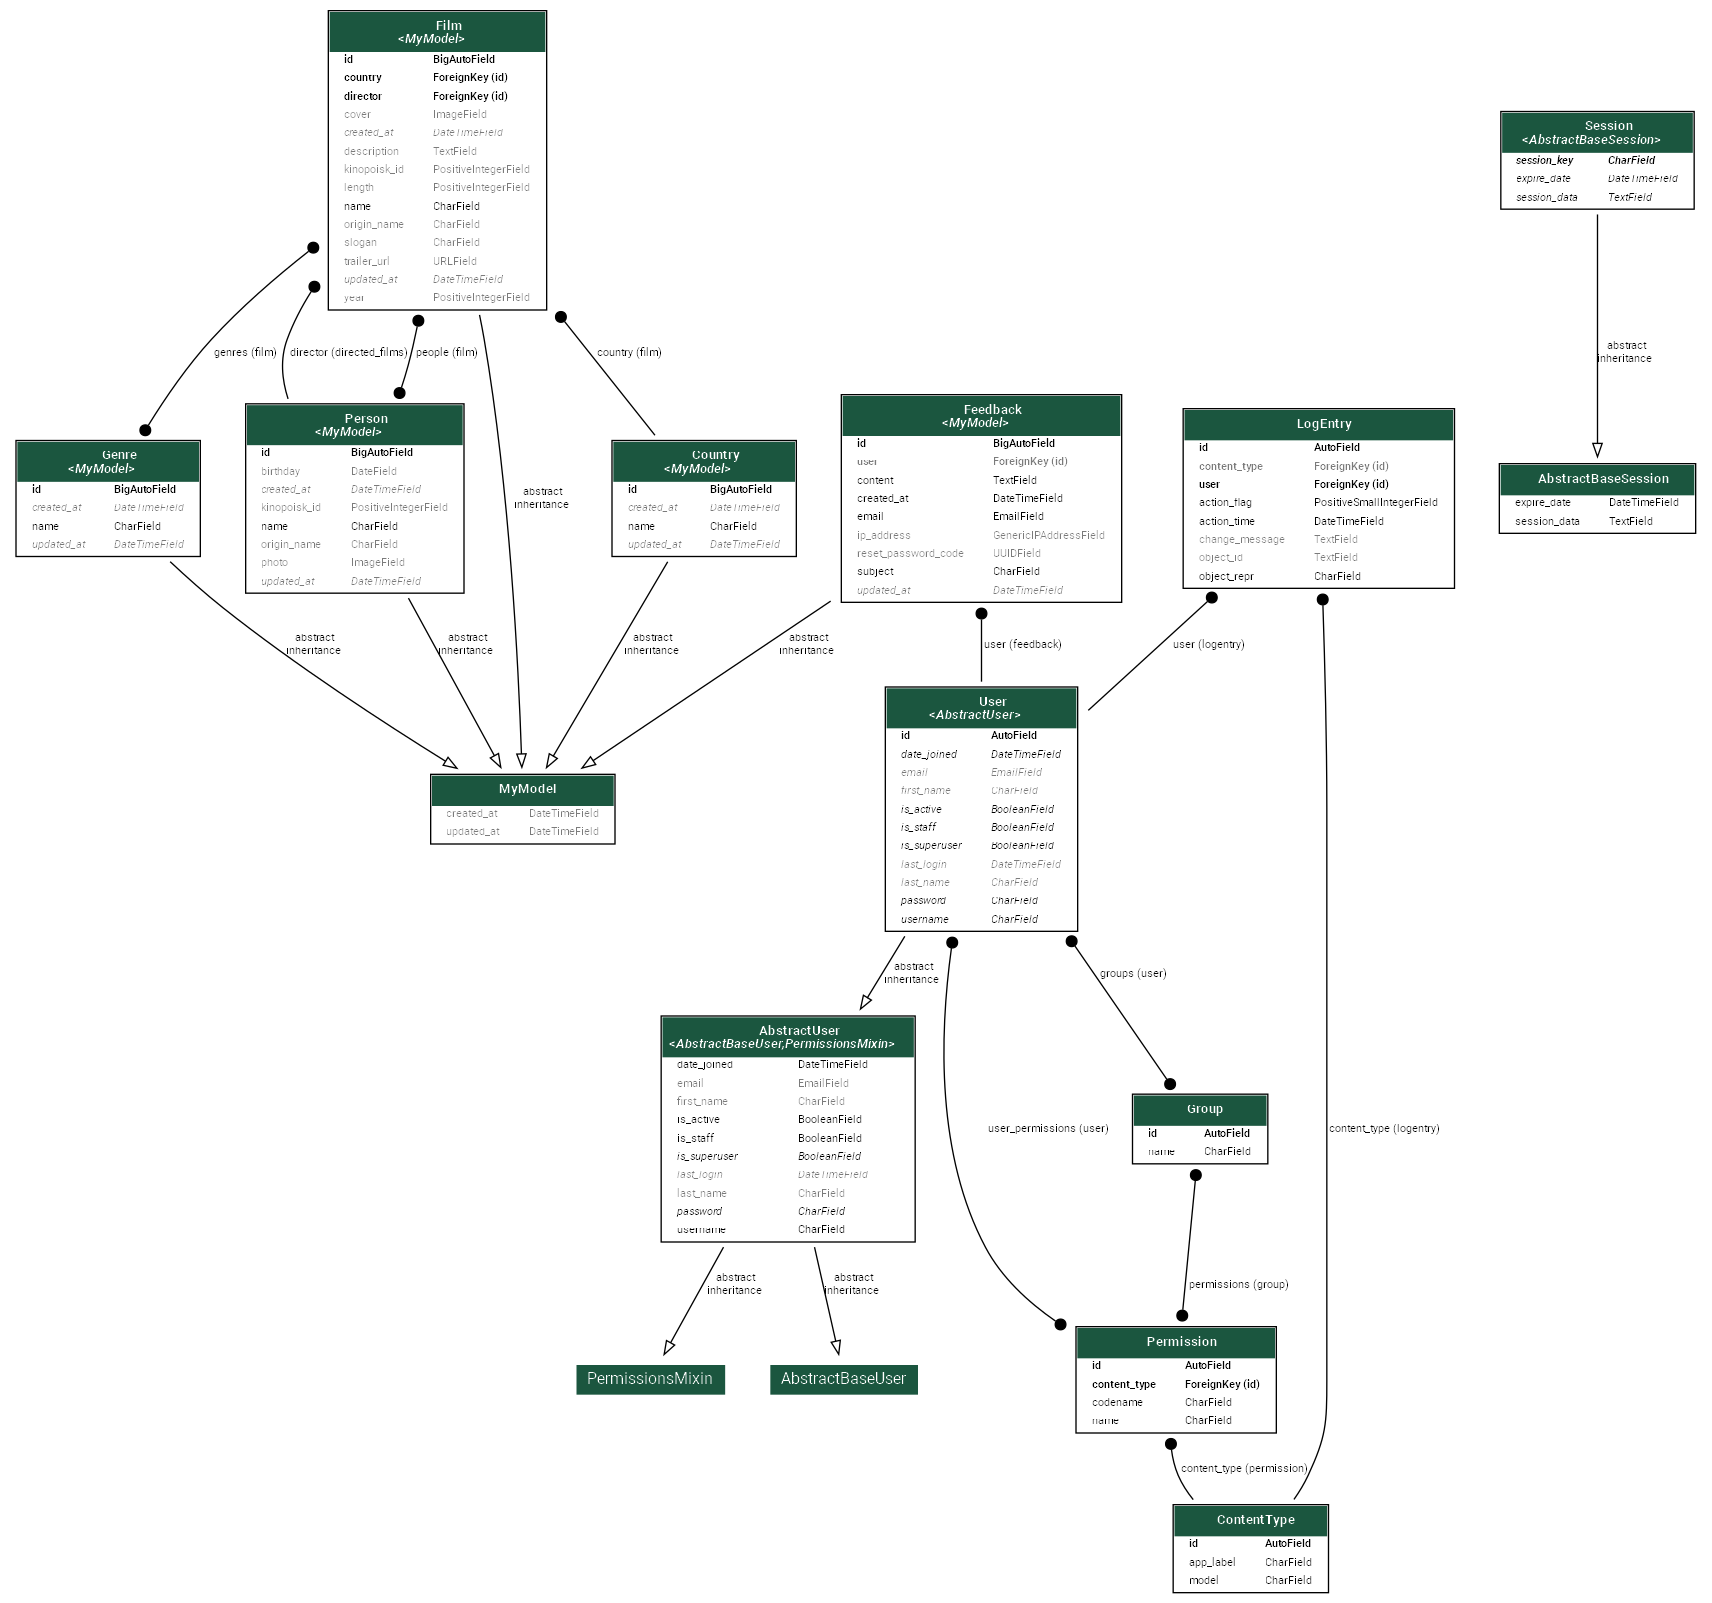 Film
<MyModel>
id BigAutoField
country ForeignKey (id)
director ForeignKey (id)
cover ImageField
created_at DateTimeField
description TextField
kinopoisk_id PositiveIntegerField
length PositiveIntegerField
name CharField
origin_name CharField
slogan CharField
trailer_url URLField
updated_at DateTimeField
year PositiveIntegerField
Session
<AbstractBaseSession>
session_key CharField
expire_date DateTimeField
session_data TextField
genres (film)
director (directed_films)
people (film)
country (film)
abstract
inheritance
Genre
<MyModel>
id BigAutoField
created_at DateTimeField
name CharField
updated_at DateTimeField
Person
<MyModel>
id BigAutoField
birthday DateField
created_at DateTimeField
kinopoisk_id PositiveIntegerField
name CharField
origin_name CharField
photo ImageField
updated_at DateTimeField
abstract
inheritance
Country
<MyModel>
id BigAutoField
created_at DateTimeField
name CharField
updated_at DateTimeField
Feedback
<MyModel>
id BigAutoField
user ForeignKey (id)
content TextField
created_at DateTimeField
email EmailField
ip_address GenericIPAddressField
reset_password_code UUIDField
subject CharField
updated_at DateTimeField
LogEntry
id AutoField
content_type ForeignKey (id)
user ForeignKey (id)
action_flag PositiveSmallIntegerField
action_time DateTimeField
change_message TextField
object_id TextField
object_repr CharField
AbstractBaseSession
expire_date DateTimeField
session_data TextField
abstract
inheritance
abstract
inheritance
abstract
inheritance
abstract
inheritance
user (feedback)
user (logentry)
MyModel
created_at DateTimeField
updated_at DateTimeField
User
<AbstractUser>
id AutoField
date_joined DateTimeField
email EmailField
first_name CharField
is_active BooleanField
is_staff BooleanField
is_superuser BooleanField
last_login DateTimeField
last_name CharField
password CharField
username CharField
abstract
inheritance
groups (user)
AbstractUser
<AbstractBaseUser,PermissionsMixin>
date_joined DateTimeField
email EmailField
first_name CharField
is_active BooleanField
is_staff BooleanField
is_superuser BooleanField
last_login DateTimeField
last_name CharField
password CharField
username CharField
user_permissions (user)
Group
id AutoField
name CharField
content_type (logentry)
abstract
inheritance
abstract
inheritance
permissions (group)
PermissionsMixin
AbstractBaseUser
Permission
id AutoField
content_type ForeignKey (id)
codename CharField
name CharField
content_type (permission)
ContentType
id AutoField
app_label CharField
model CharField